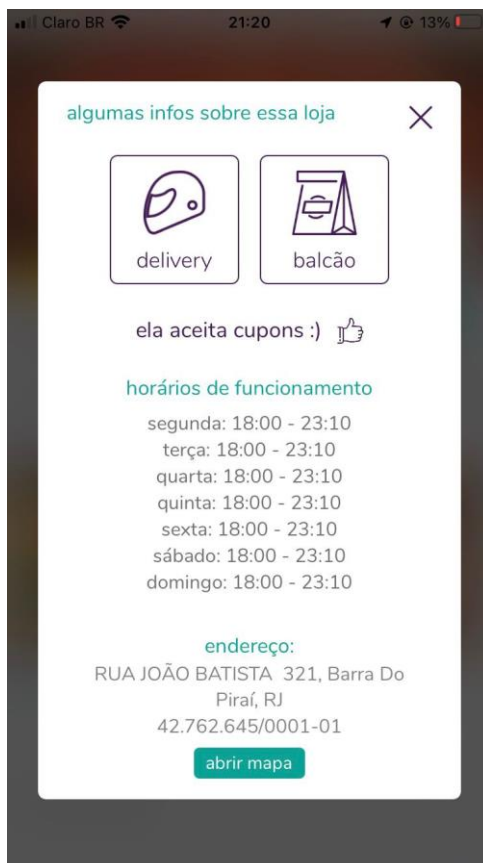 Claro BR 21:20 13%
algumas infos sobre essa loja
delivery balcão
ela aceita cupons :)
horários de funcionamento
segunda: 18:00 - 23:10
terça: 18:00 - 23:10
quarta: 18:00 - 23:10
quinta: 18:00 - 23:10
sexta: 18:00 - 23:10
sábado: 18:00 - 23:10
domingo: 18:00 - 23:10
endereço:
RUA JOÃO BATISTA 321, Barra Do
Piraí, RJ
42.762.645/0001-01
abrir mapa